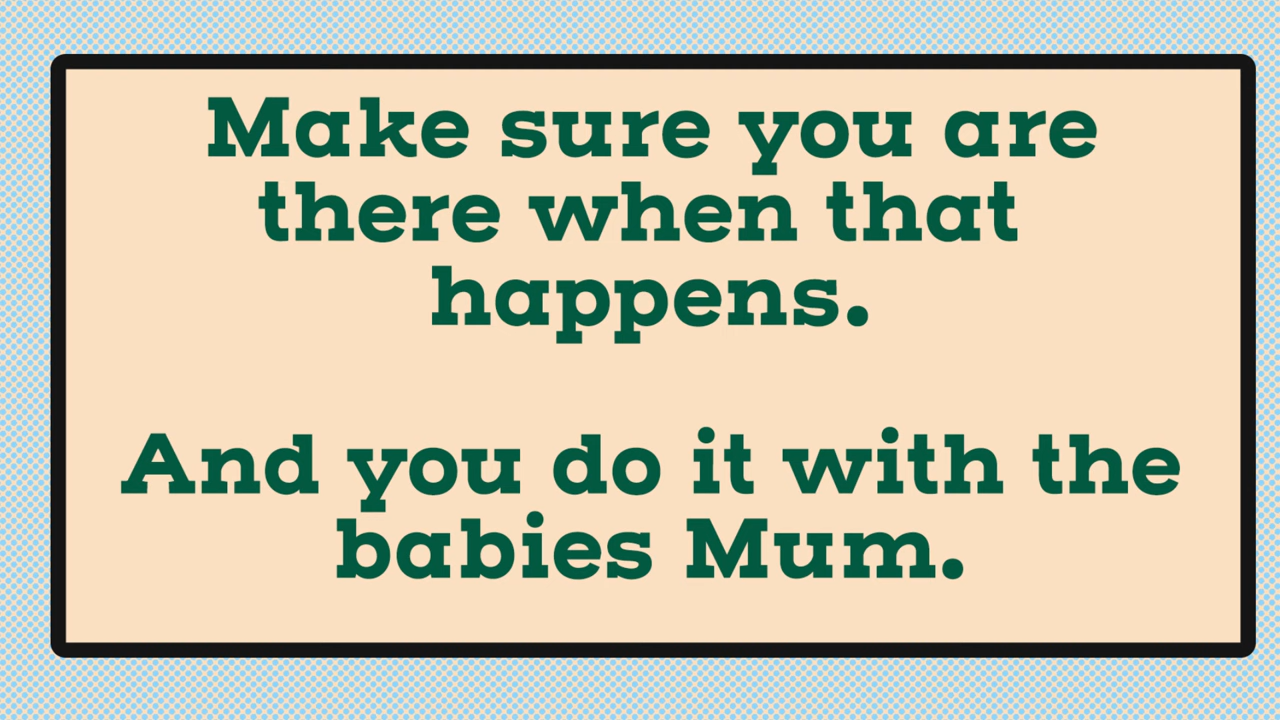 Make sure you are
there when that
happens.
And you do it with the
babies Mum.